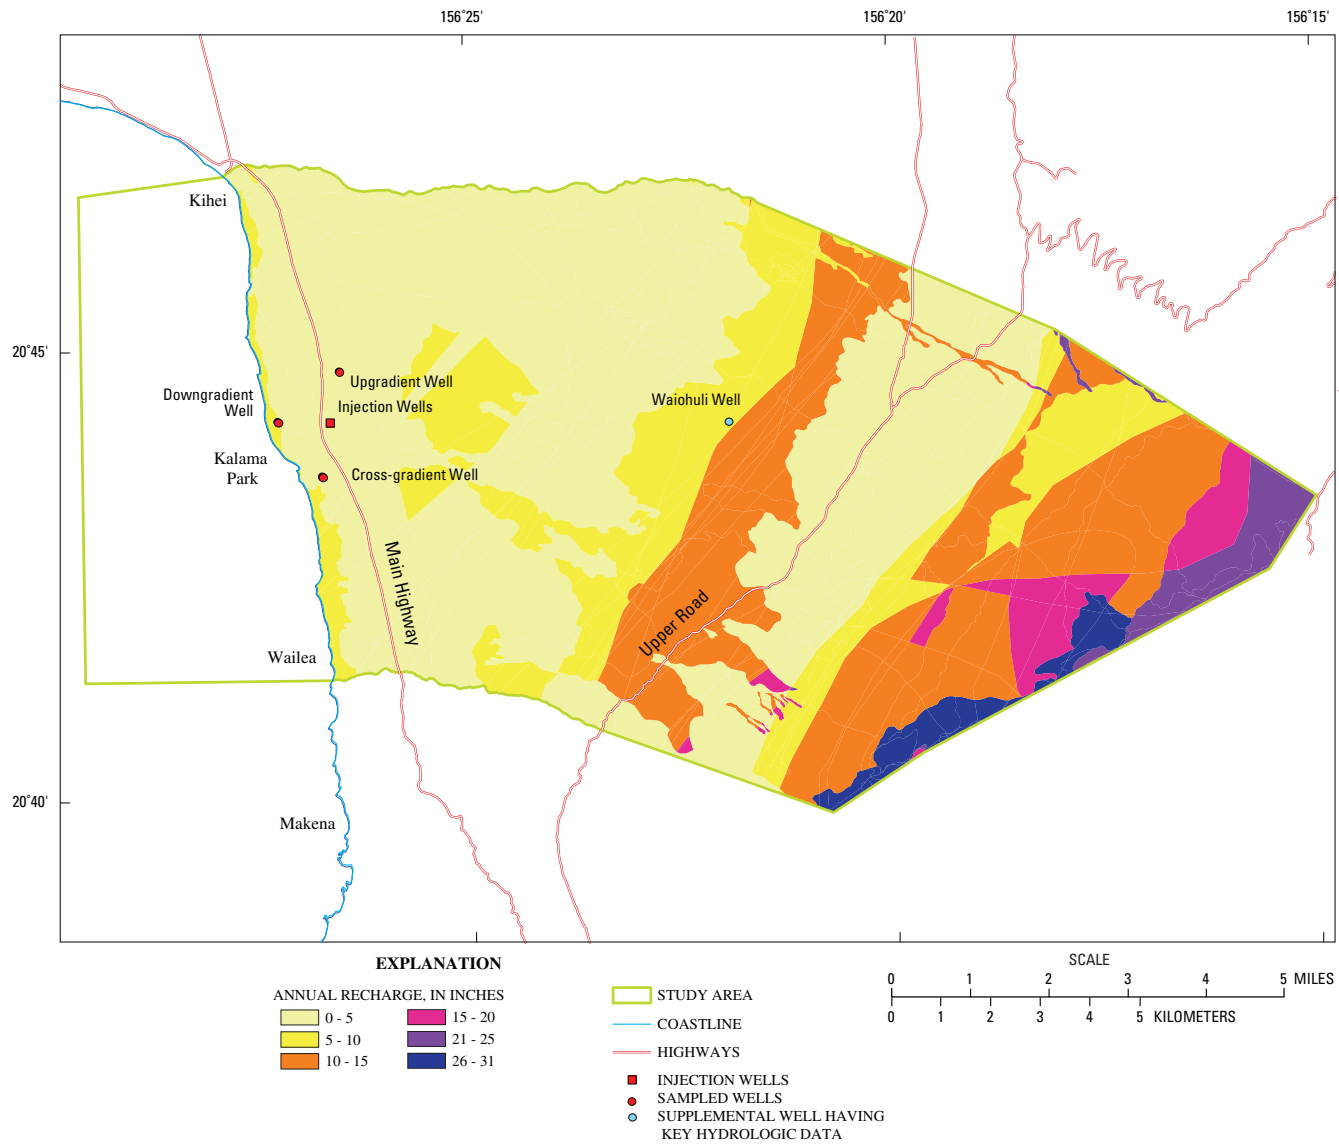 156°25'
156°20'
156°15'
Kihei
20°45'
Upgradient Well
Downgradient
Well
Injection Wells
Waiohuli Well
Kalama
Park
Cross-gradient Well
Main Highway
Upper Road
Wailea
20°40'
Makena
EXPLANATION
ANNUAL RECHARGE, IN INCHES
0 - 5
5 - 10
10 - 15
15 - 20
21 - 25
26 - 31
STUDY AREA
COASTLINE
HIGHWAYS
INJECTION WELLS
SAMPLED WELLS
SUPPLEMENTAL WELL HAVING
KEY HYDROLOGIC DATA
SCALE
0 1 2 3 4 5 MILES
0 1 2 3 4 5 KILOMETERS